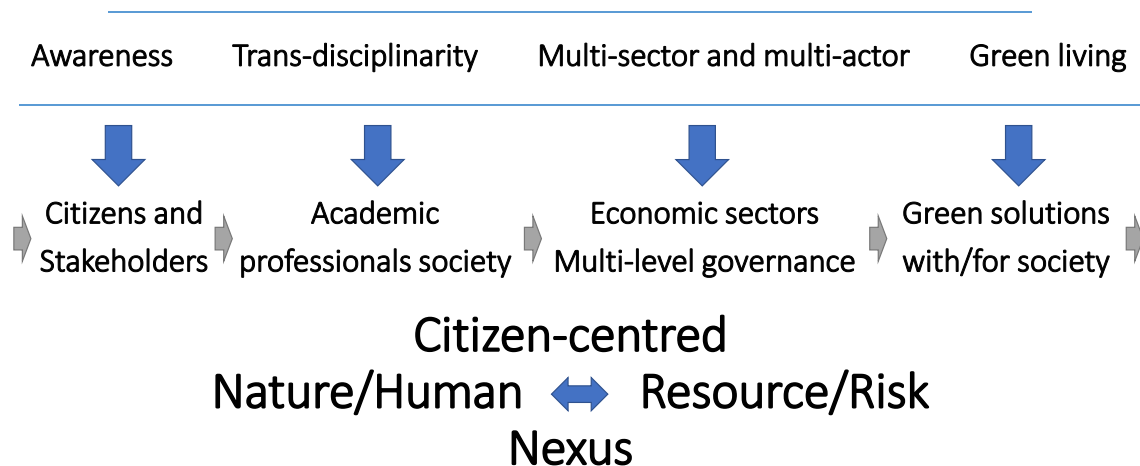 Awareness
Trans-disciplinarity
Multi-sector and multi-actor
Green living
Citizens and
Stakeholders
Academic
professionals society
Economic sectors
Multi-level governance
Green solutions
with/for society
Citizen-centred
Nature/Human
Resource/Risk
Nexus